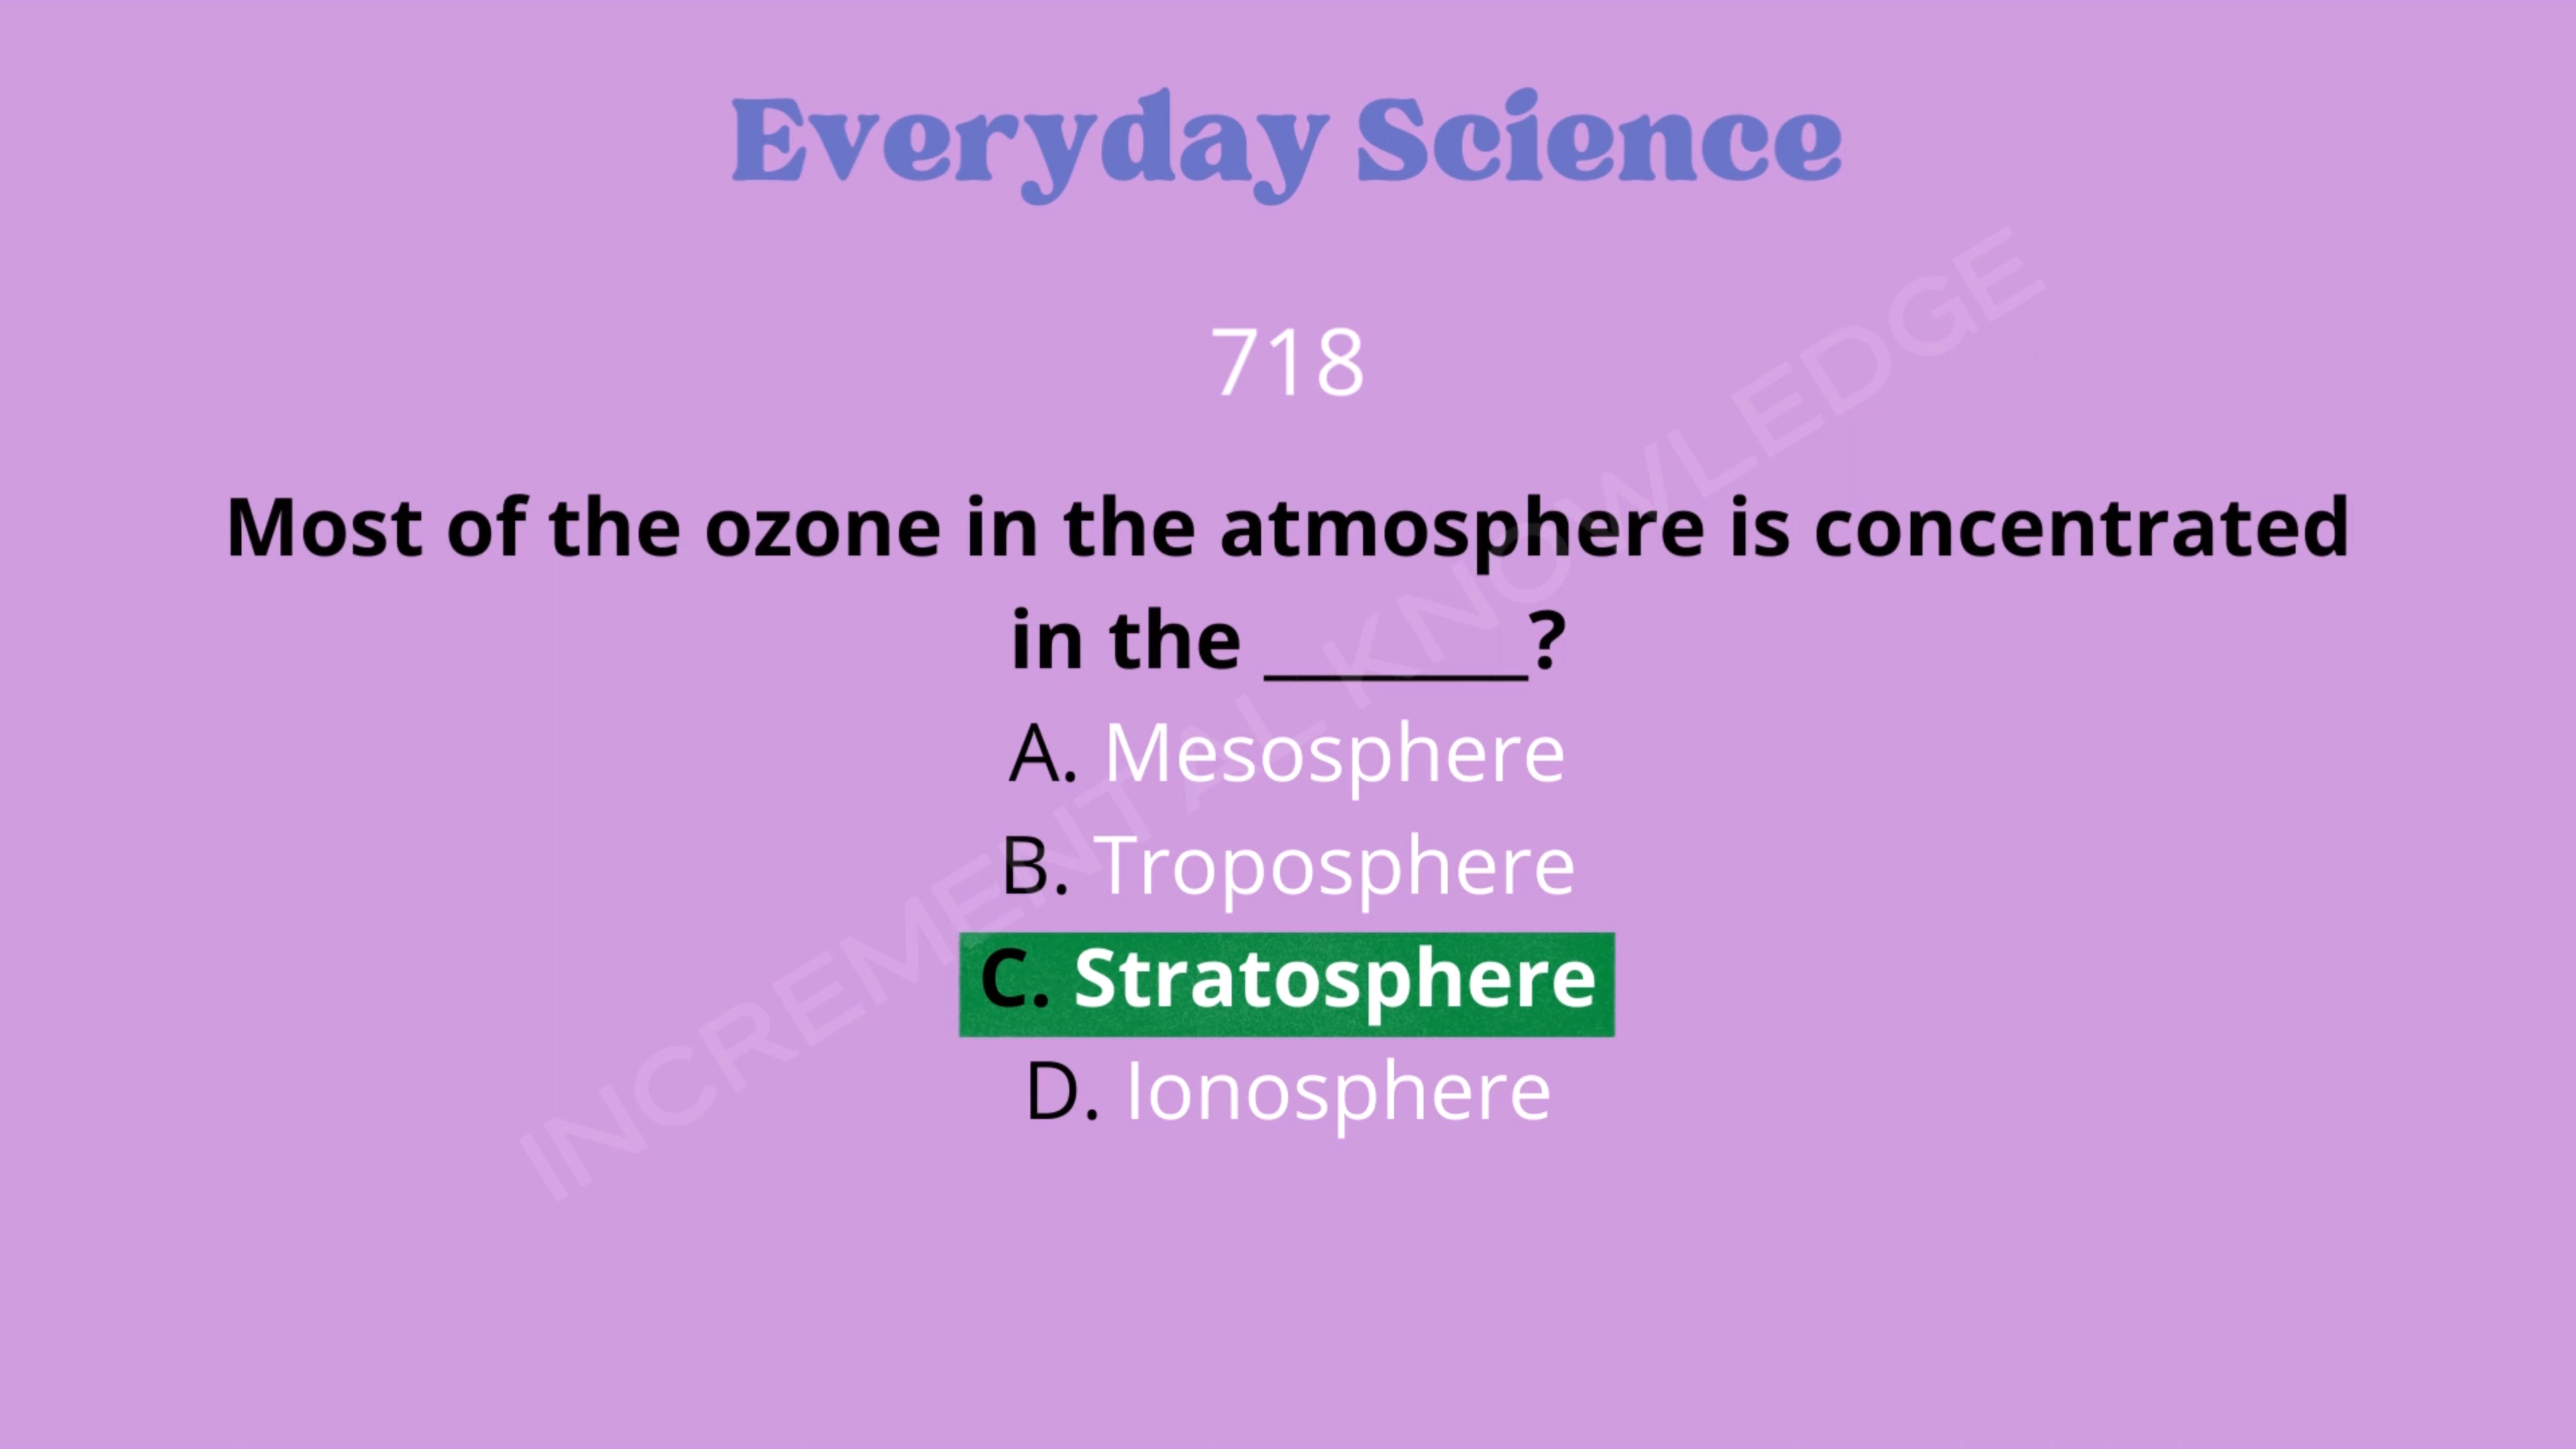 Everyday Science
718
Most of the ozone in the atmosphere is concentrated
in the ________?
A. Mesosphere
B. Troposphere
C. Stratosphere
D. Ionosphere
INCREMENTAL KNOWLEDGE